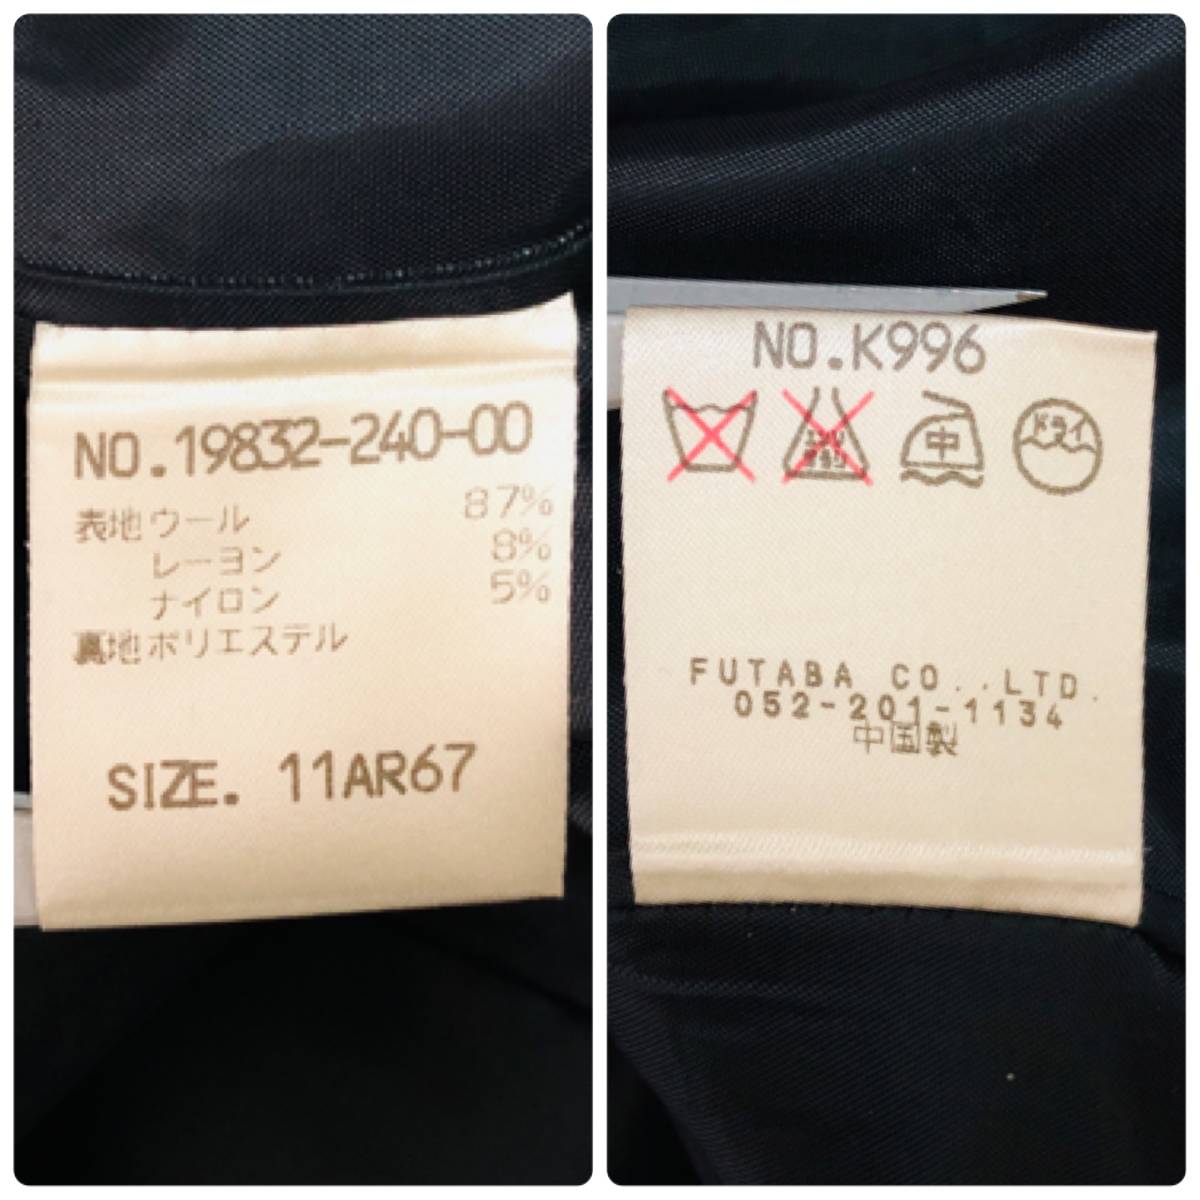 NO.19832-240-00
表地ウール 87%
レーヨン 8%
ナイロン 5%
裏地ポリエステル
SIZE. 11AR67
NO.K996
中
ドライ
FUTABA CO.,LTD.
052-201-1134
中国製